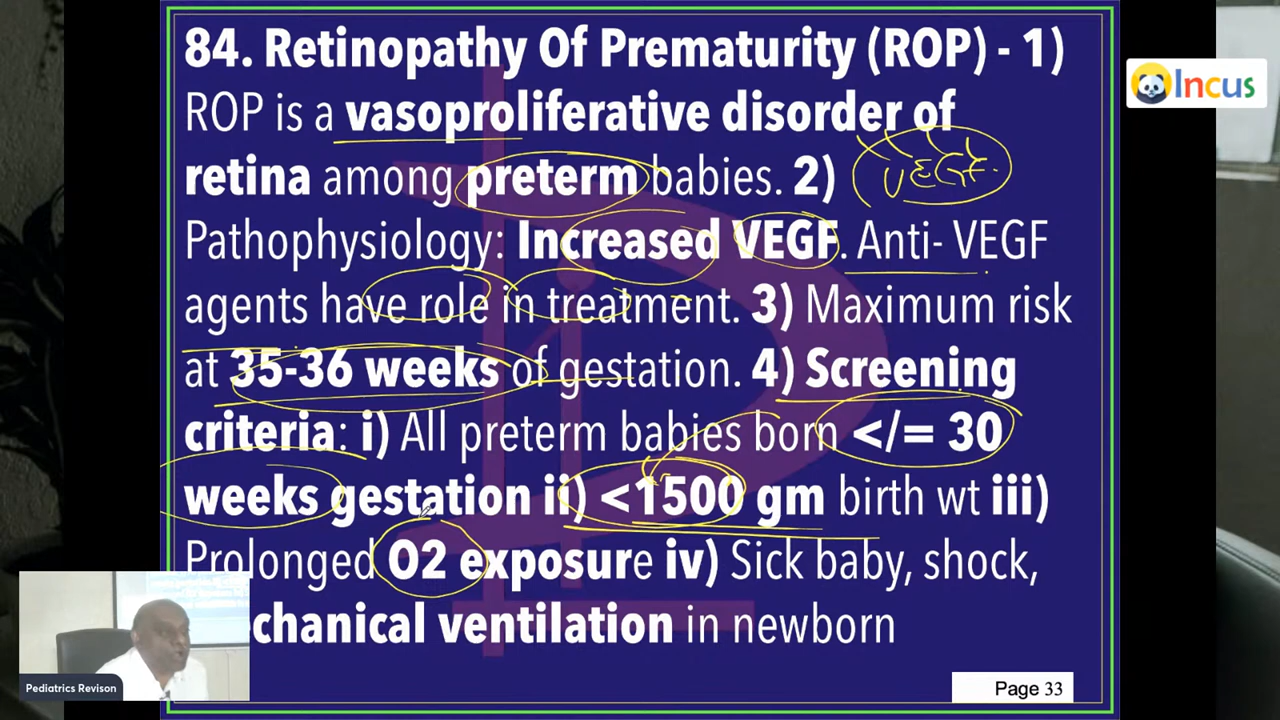 84. Retinopathy Of Prematurity (ROP) - 1)
Incus
ROP is a vasoproliferative disorder of
retina among preterm babies. 2)
VEGF.
Pathophysiology: Increased VEGF. Anti- VEGF
agents have role in treatment. 3) Maximum risk
at 35-36 weeks of gestation. 4) Screening
criteria: i) All preterm babies born </= 30
weeks gestation ii) <1500 gm birth wt iii)
Prolonged O2 exposure iv) Sick baby, shock,
chanical ventilation in newborn
Pediatrics Revison
Page 33